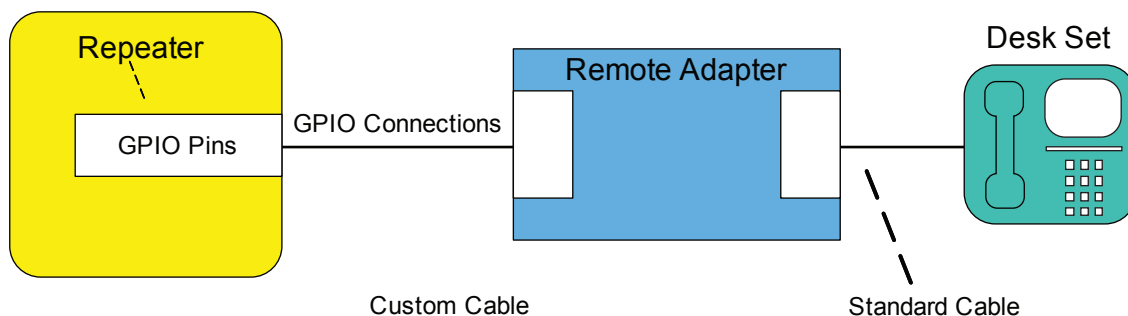 Repeater
GPIO Pins
GPIO Connections
Remote Adapter
Desk Set
Custom Cable
Standard Cable